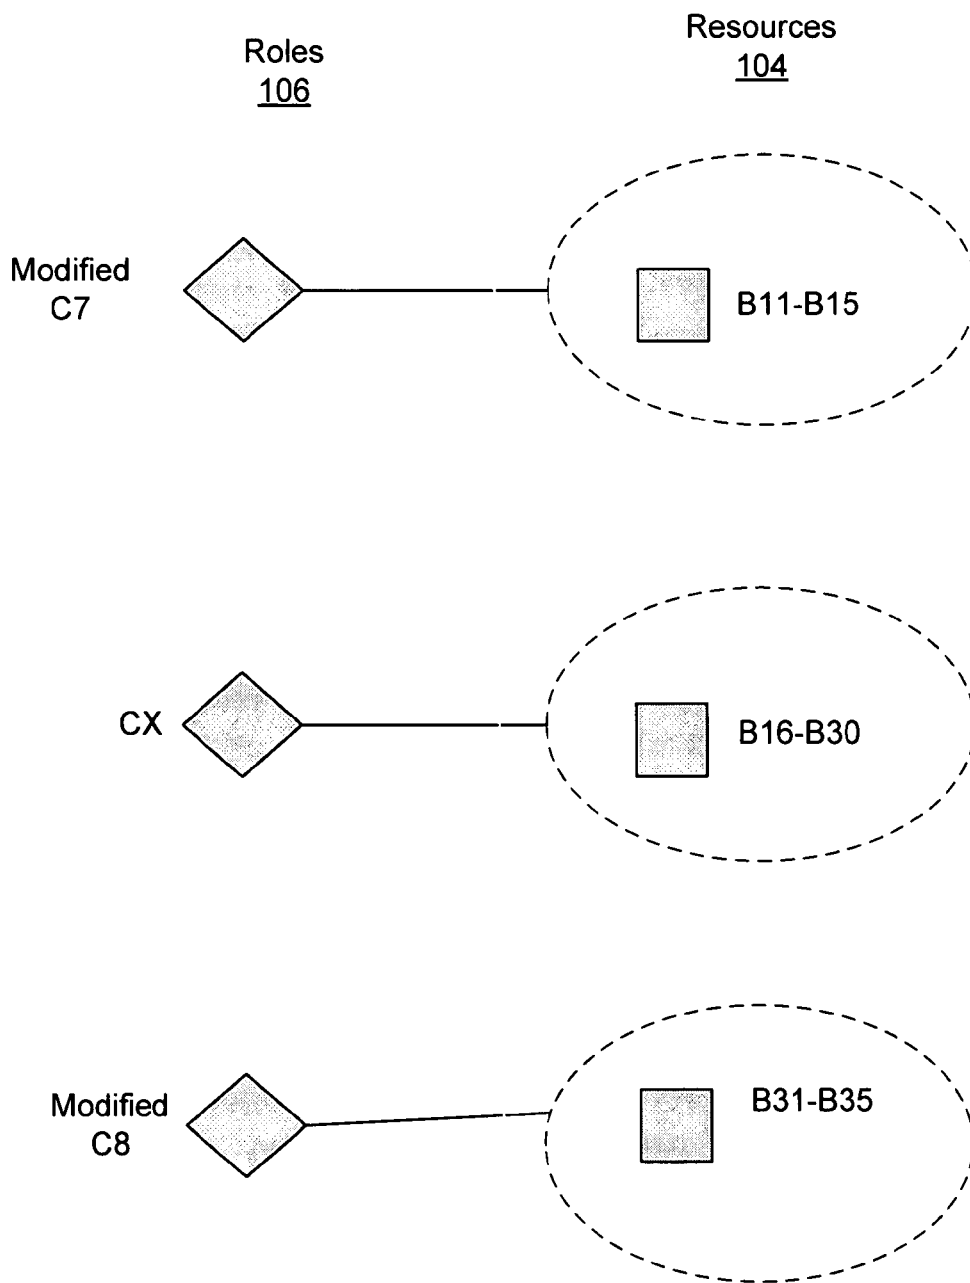 Roles
106
Resources
104
Modified
C7
B11-B15
CX
B16-B30
Modified
C8
B31-B35